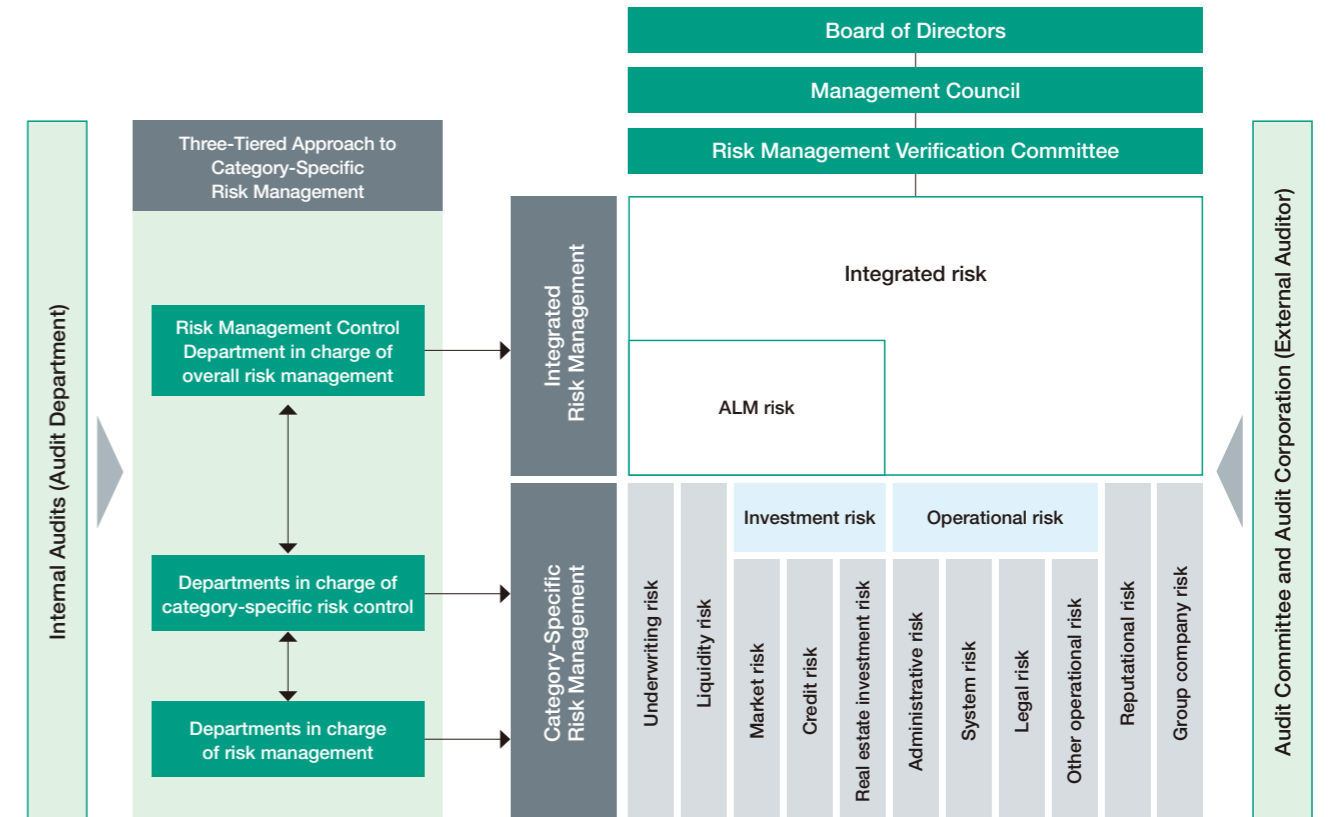 Board of Directors
Management Council
Risk Management Verification Committee
Internal Audits (Audit Department)
Three-Tiered Approach to
Category-Specific
Risk Management
Risk Management Control
Department in charge of
overall risk management
Departments in charge of
category-specific risk control
Departments in charge
of risk management
Integrated
Risk Management
Integrated risk
ALM risk
Category-Specific
Risk Management
Underwriting risk
Liquidity risk
Investment risk
Market risk
Credit risk
Real estate investment risk
Operational risk
Administrative risk
System risk
Legal risk
Other operational risk
Reputational risk
Group company risk
Audit Committee and Audit Corporation (External Auditor)